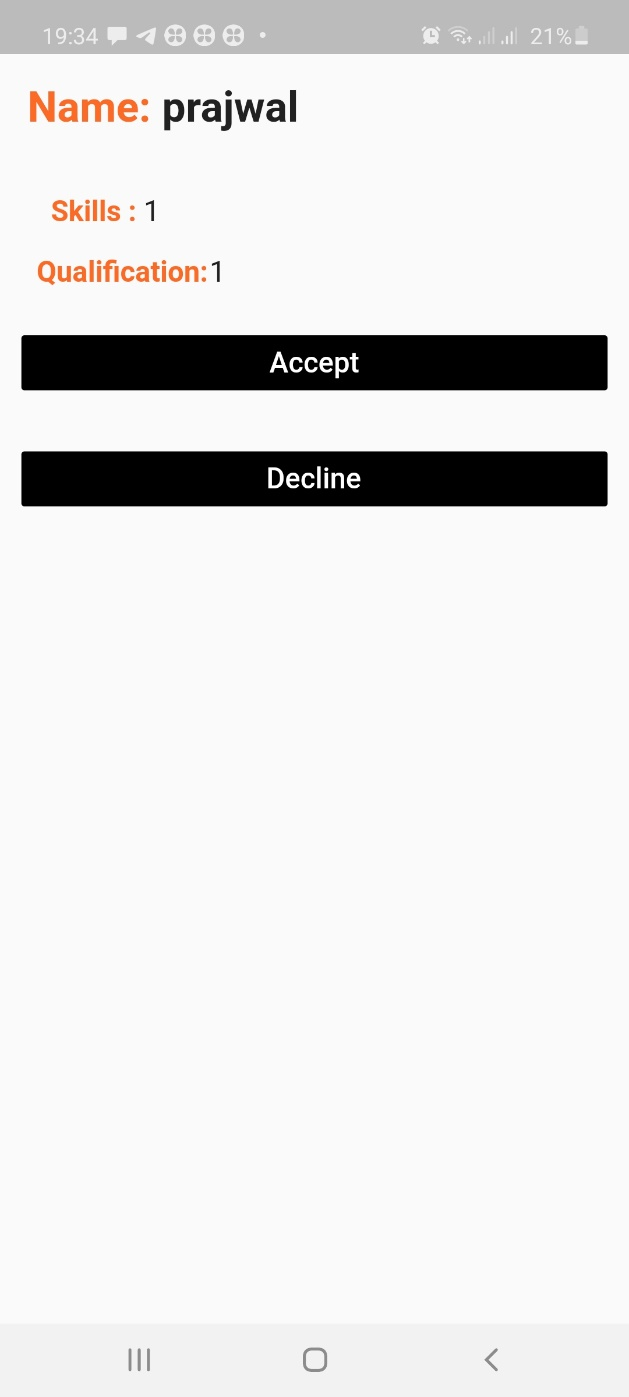 19:34 21%
Name: prajwal
Skills : 1
Qualification:1
Accept
Decline